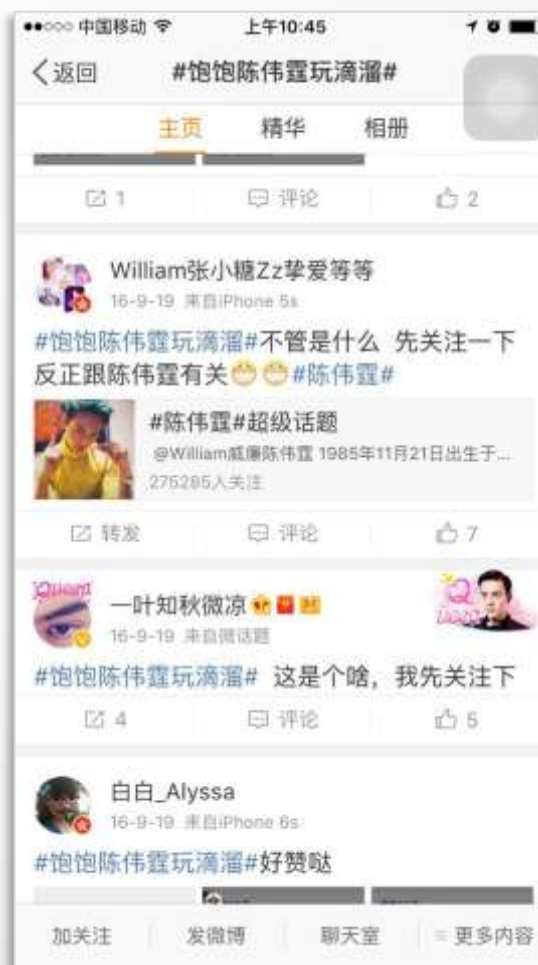 中国移动 上午10:45
返回 #饱饱陈伟霆玩滴溜#
主页 精华 相册
1 评论 2
William张小糖Zz挚爱等等
16-9-19 来自iPhone 5s
#饱饱陈伟霆玩滴溜#不管是什么 先关注一下
反正跟陈伟霆有关#陈伟霆#
#陈伟霆#超级话题
@William威廉陈伟霆 1985年11月21日出生于...
275285人关注
转发 评论 7
一叶知秋微凉
16-9-19 来自微话题
#饱饱陈伟霆玩滴溜# 这是个啥，我先关注下
4 评论 5
白白_Alyssa
16-9-19 来自iPhone 6s
#饱饱陈伟霆玩滴溜#好赞哒
加关注 发微博 聊天室 更多内容